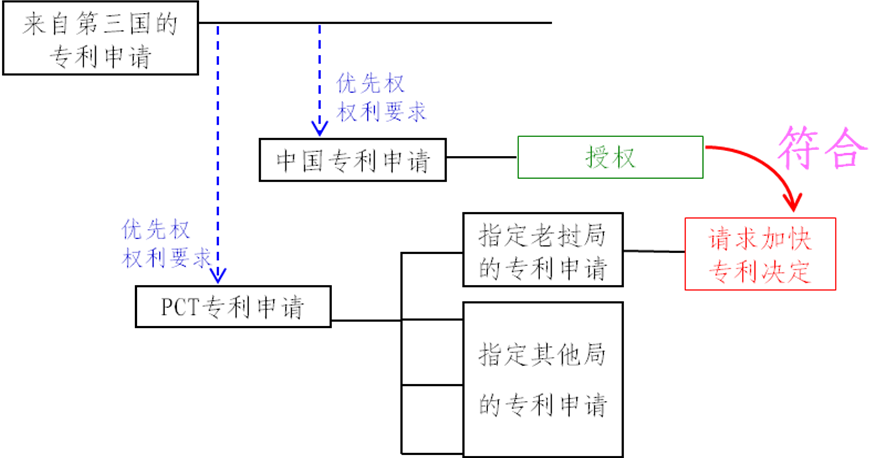 来自第三国的
专利申请
优先权
权利要求
中国专利申请
授权
符合
优先权
权利要求
指定老挝局
的专利申请
请求加快
专利决定
PCT专利申请
指定其他局
的专利申请